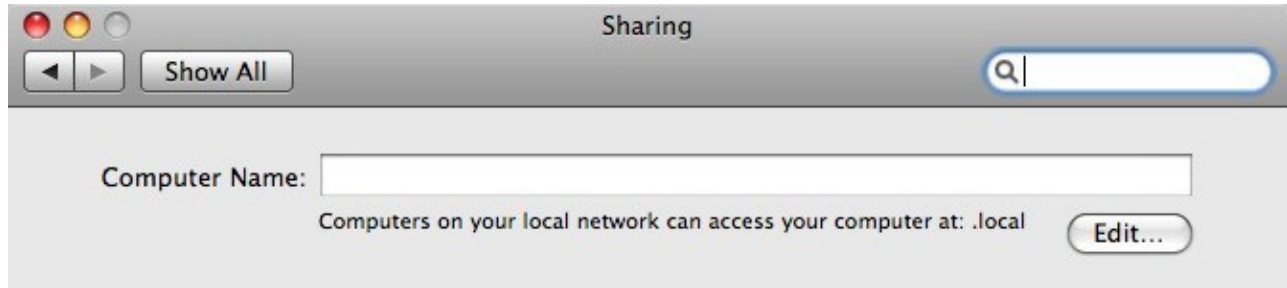 Sharing
Show All
Computer Name:
Computers on your local network can access your computer at: .local
Edit...